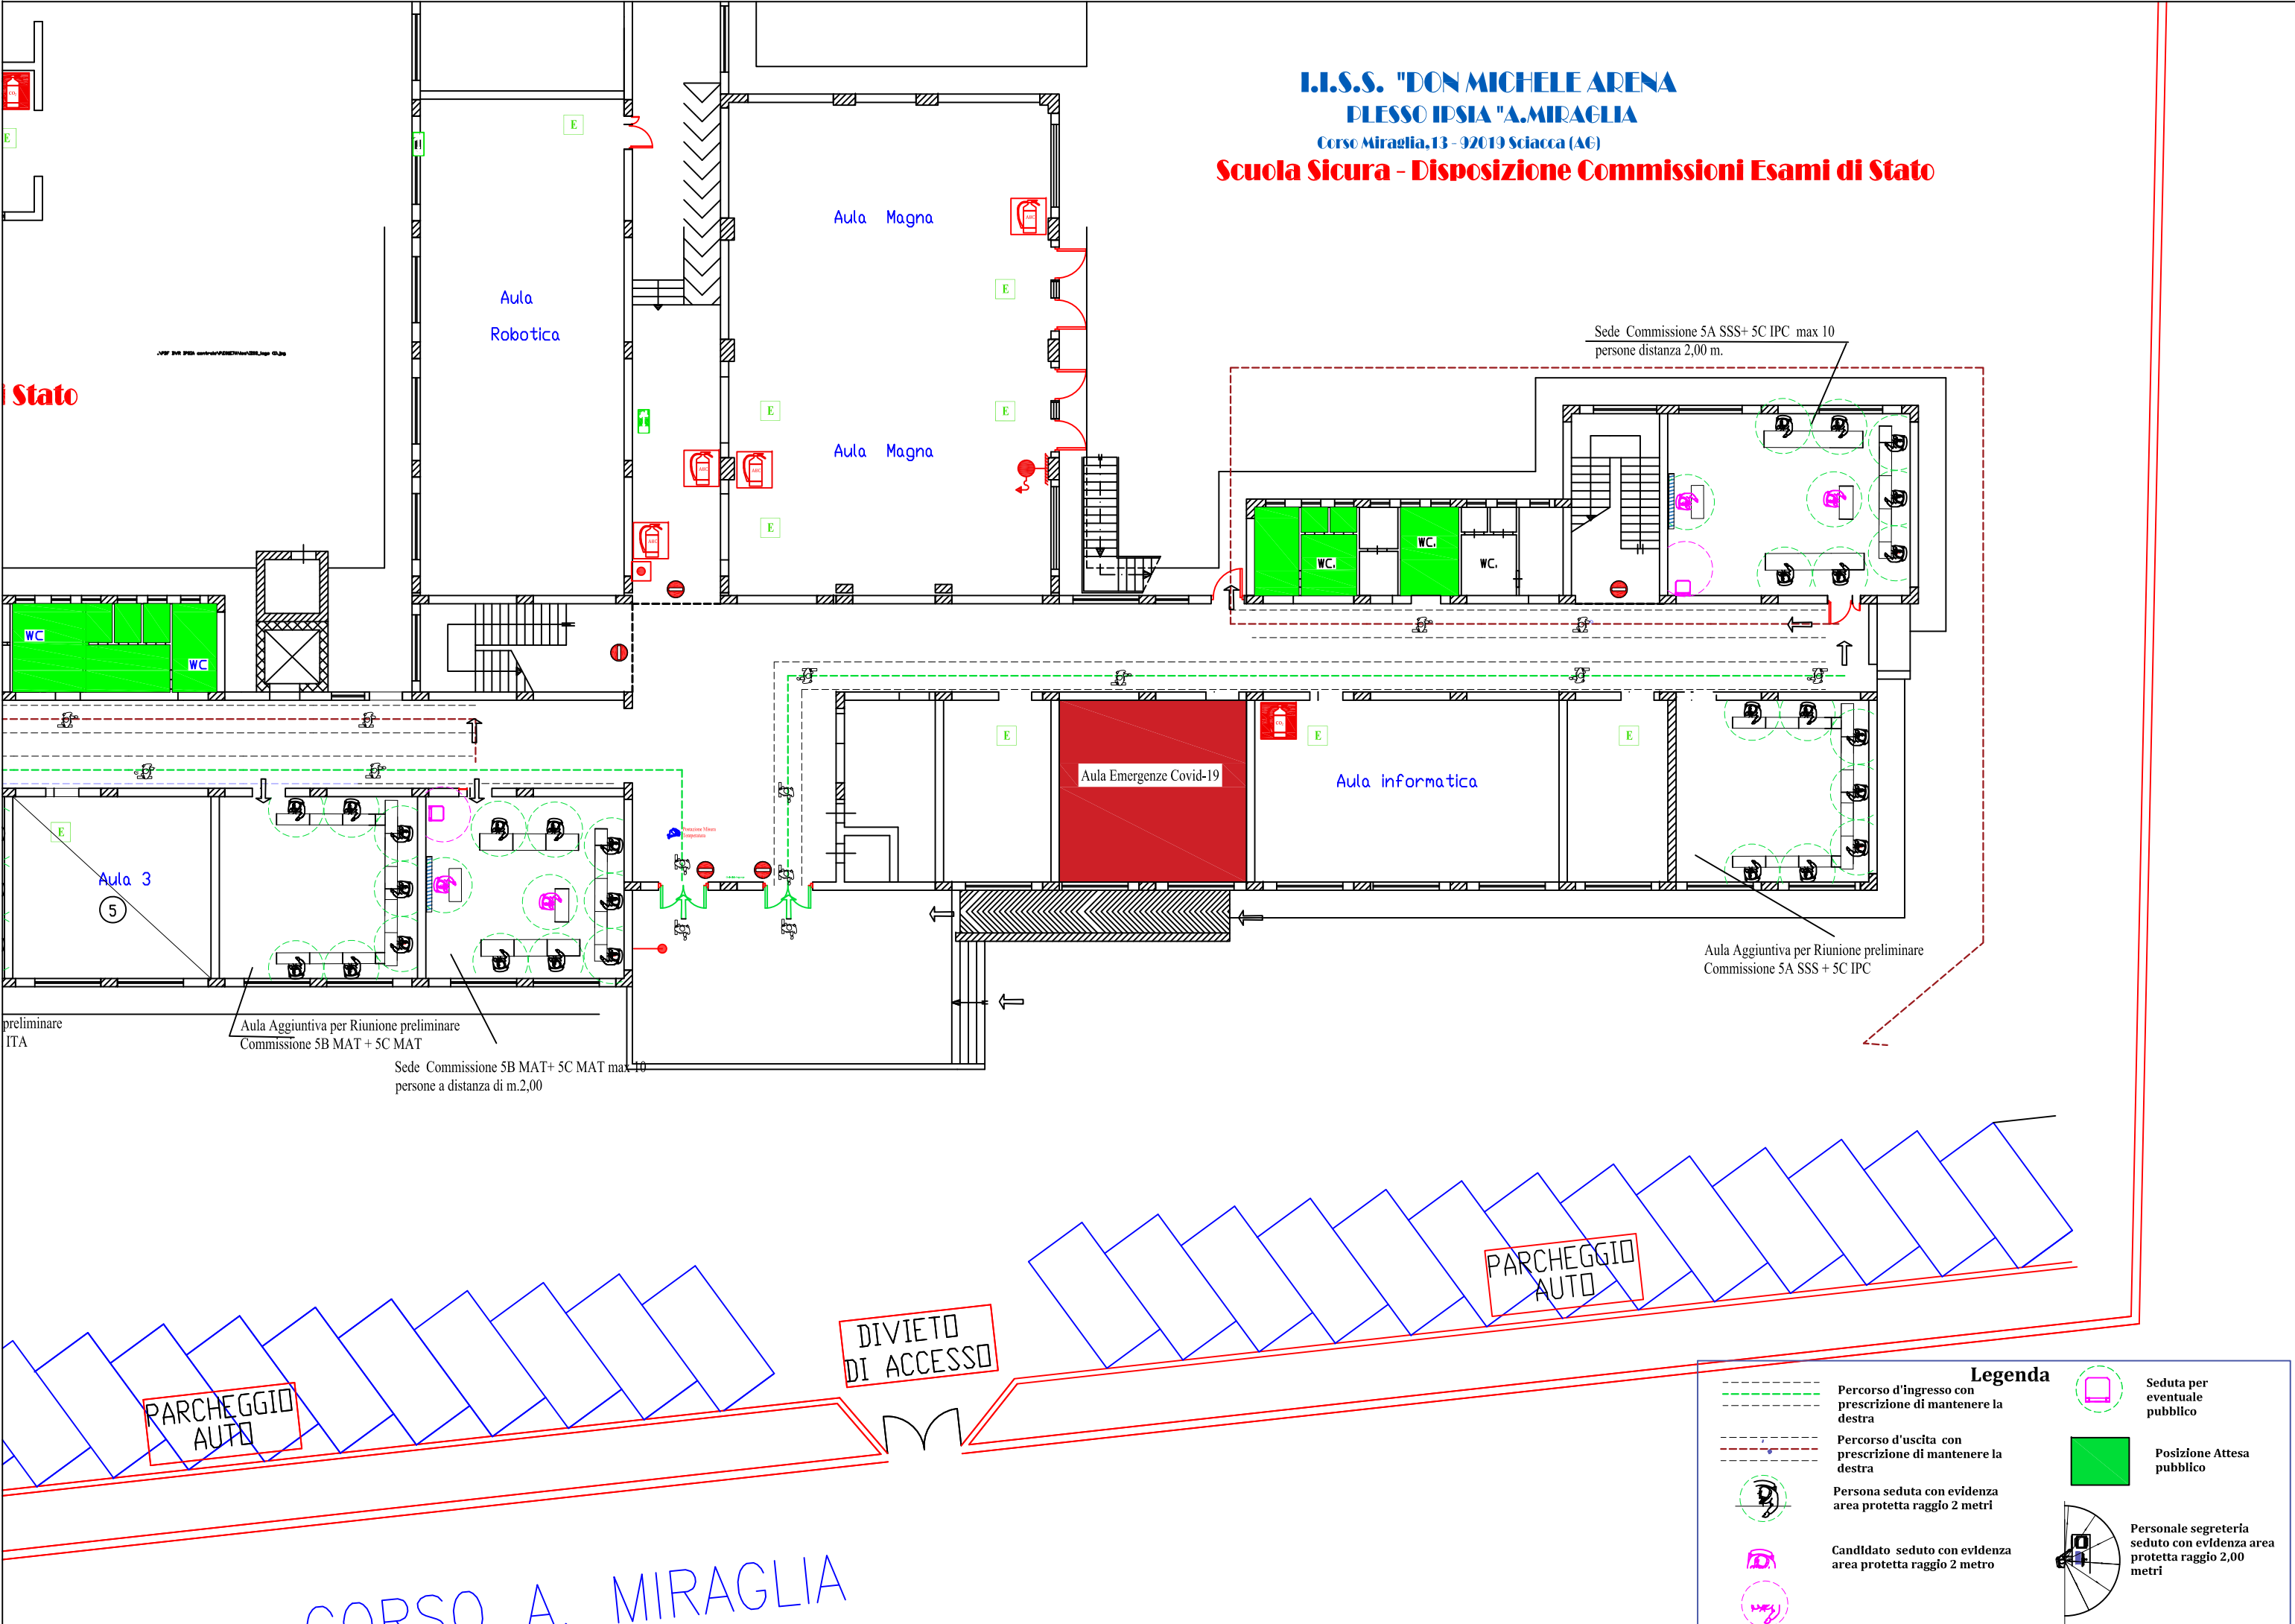 I.I.S.S. "DON MICHELE ARENA
PLESSO IPSIA "A.MIRAGLIA
Corso Miraglia,13 - 92019 Sciacca (AG)
Scuola Sicura - Disposizione Commissioni Esami di Stato
CO2
E
E
Aula Magna
ABC
E
Aula
Robotica
Sede Commissione 5A SSS+ 5C IPC max 10
persone distanza 2,00 m.
Stato
E
E
Aula Magna
ABC
ABC
E
ABC
WC.
WC.
WC.
WC
WC
E
CO2
E
E
Aula Emergenze Covid-19
Aula informatica
E
Aula 3
5
Aula Aggiuntiva per Riunione preliminare
Commissione 5A SSS + 5C IPC
preliminare
ITA
Aula Aggiuntiva per Riunione preliminare
Commissione 5B MAT + 5C MAT
Sede Commissione 5B MAT+ 5C MAT max 10
persone a distanza di m.2,00
PARCHEGGIO
AUTO
DIVIETO
DI ACCESSO
PARCHEGGIO
AUTO
CORSO A. MIRAGLIA
Legenda
Percorso d'ingresso con
prescrizione di mantenere la
destra
Percorso d'uscita con
prescrizione di mantenere la
destra
Persona seduta con evidenza
area protetta raggio 2 metri
Candidato seduto con evidenza
area protetta raggio 2 metro
Seduta per
eventuale
pubblico
Posizione Attesa
pubblico
Personale segreteria
seduto con evidenza area
protetta raggio 2,00
metri